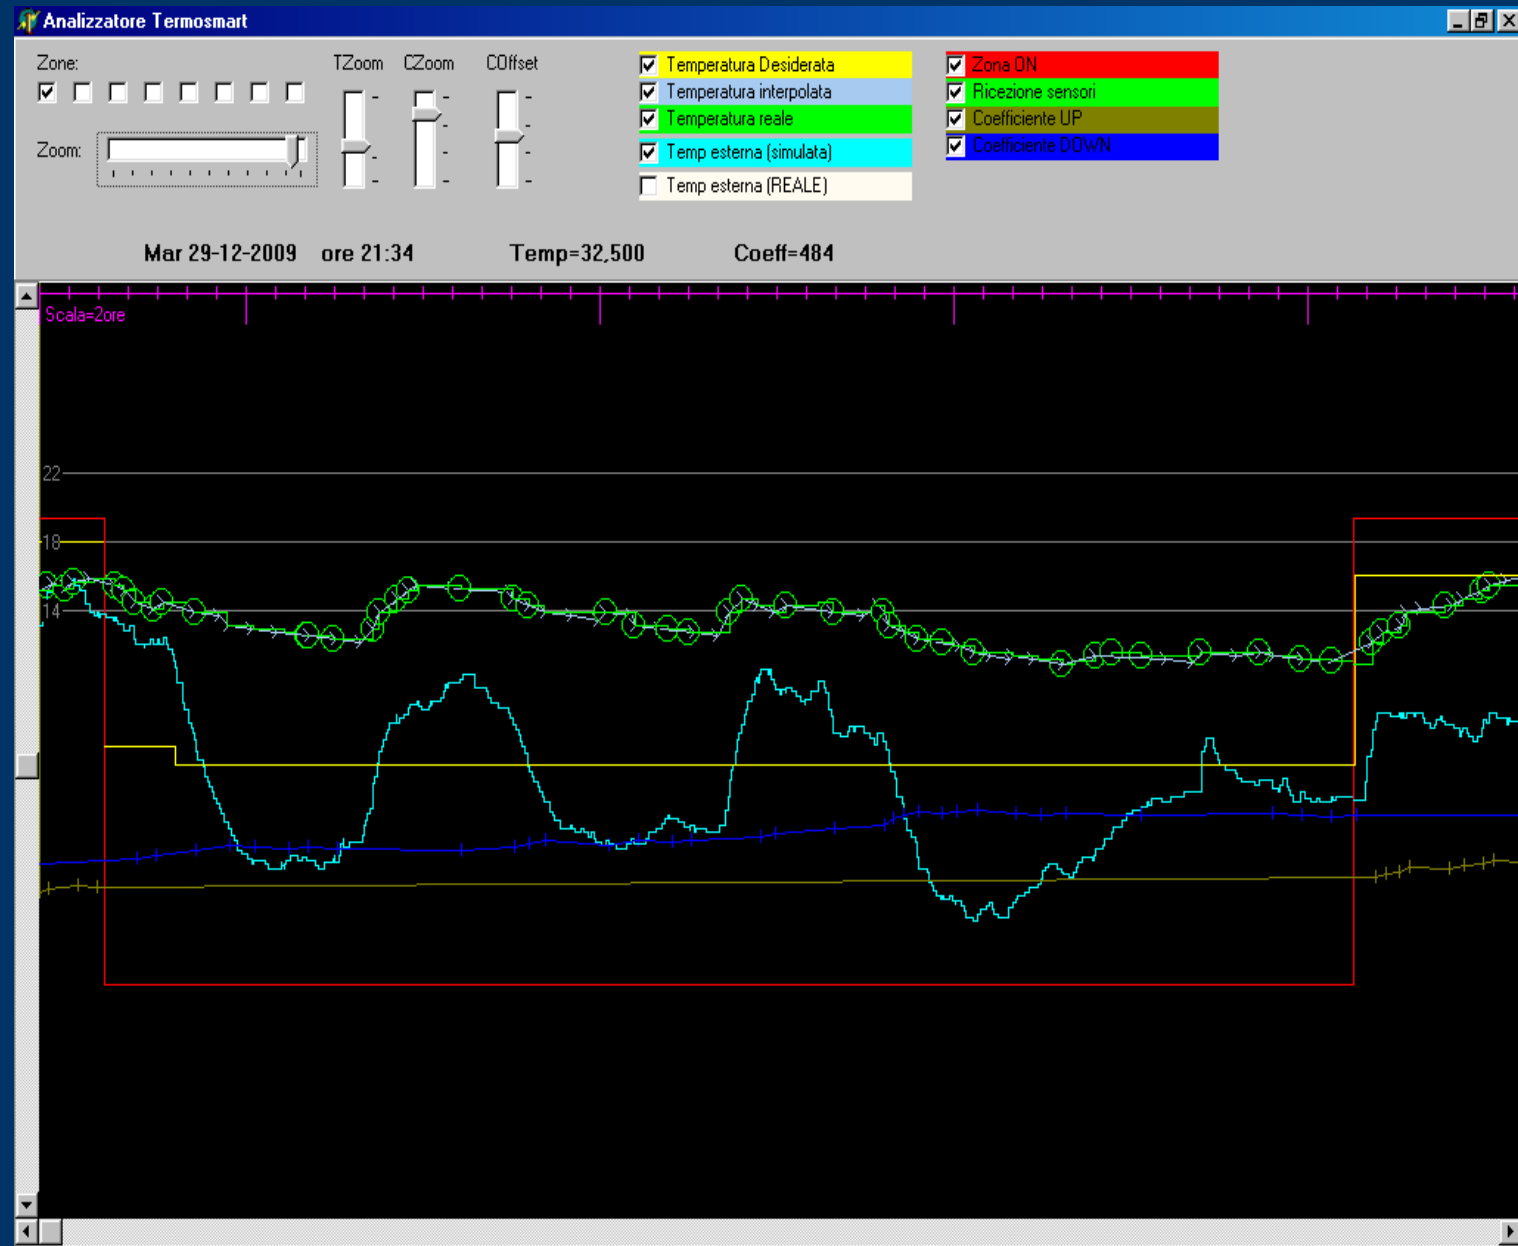 Analizzatore Termosmart
Zone:
TZoom CZoom COffset
Zoom:
Temperatura Desiderata
Temperatura interpolata
Temperatura reale
Temp esterna (simulata)
Temp esterna (REALE)
Zona ON
Ricezione sensori
Coefficiente UP
Coefficiente DOWN
Mar 29-12-2009 ore 21:34 Temp=32,500 Coeff=484
Scala=2ore
22
18
14